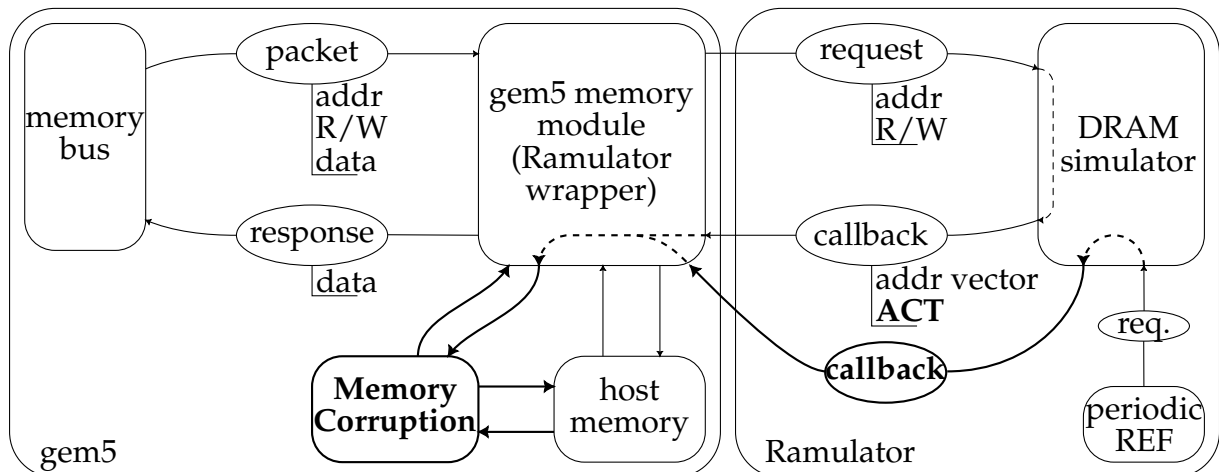 packet
addr
R/W
data
memory
bus
response
data
gem5 memory
module
(Ramulator
wrapper)
Memory
Corruption
host
memory
gem5
request
addr
R/W
DRAM
simulator
callback
addr vector
ACT
callback
req.
periodic
REF
Ramulator